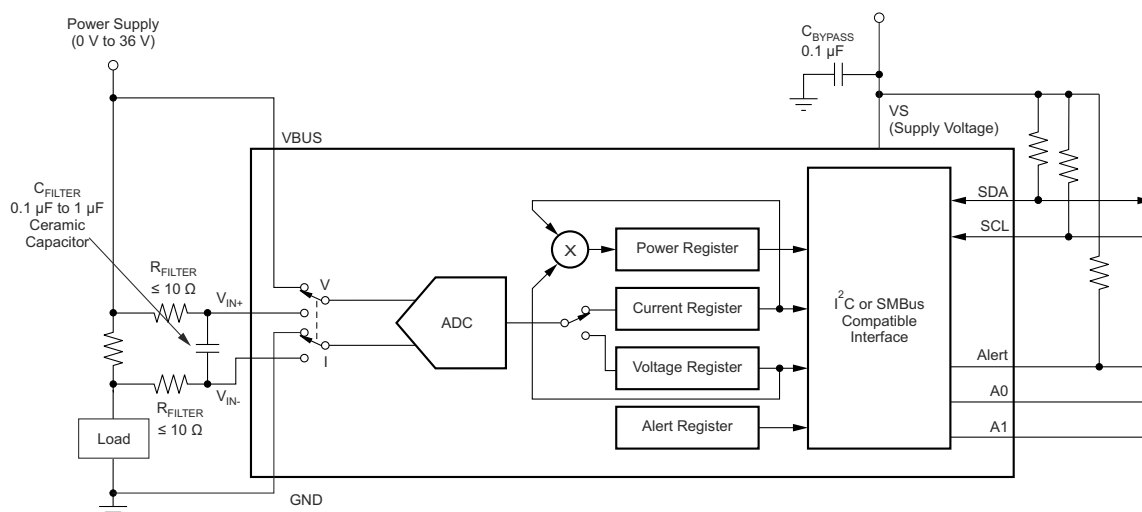 Power Supply
(0 V to 36 V)
C_BYPASS
0.1 µF
VS
(Supply Voltage)
VBUS
C_FILTER
0.1 µF to 1 µF
Ceramic
Capacitor
SDA
SCL
R_FILTER
≤ 10 Ω
V_IN+
V
X
Power Register
ADC
Current Register
I²C or SMBus
Compatible
Interface
Voltage Register
I
V_IN-
R_FILTER
≤ 10 Ω
Alert
A0
A1
Alert Register
Load
GND